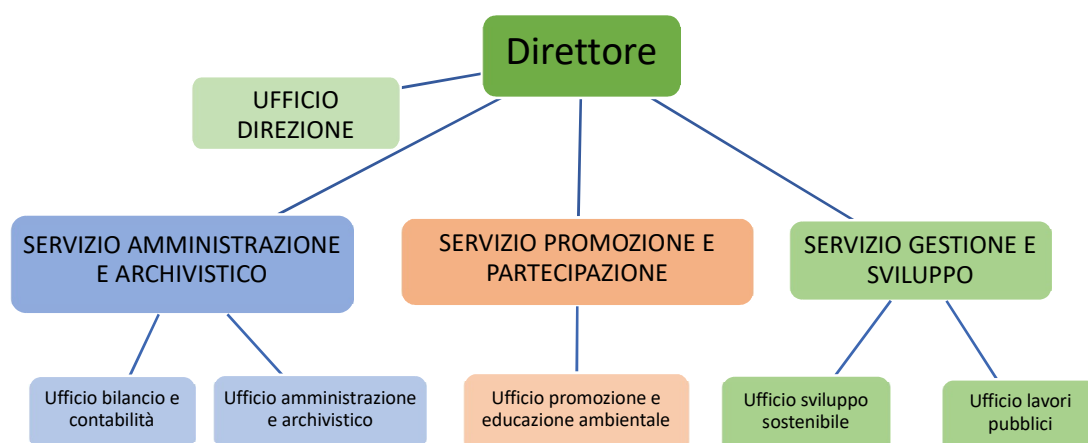 Direttore
UFFICIO
DIREZIONE
SERVIZIO AMMINISTRAZIONE
E ARCHIVISTICO
SERVIZIO PROMOZIONE E
PARTECIPAZIONE
SERVIZIO GESTIONE E
SVILUPPO
Ufficio bilancio e
contabilità
Ufficio amministrazione
e archivistico
Ufficio promozione e
educazione ambientale
Ufficio sviluppo
sostenibile
Ufficio lavori
pubblici